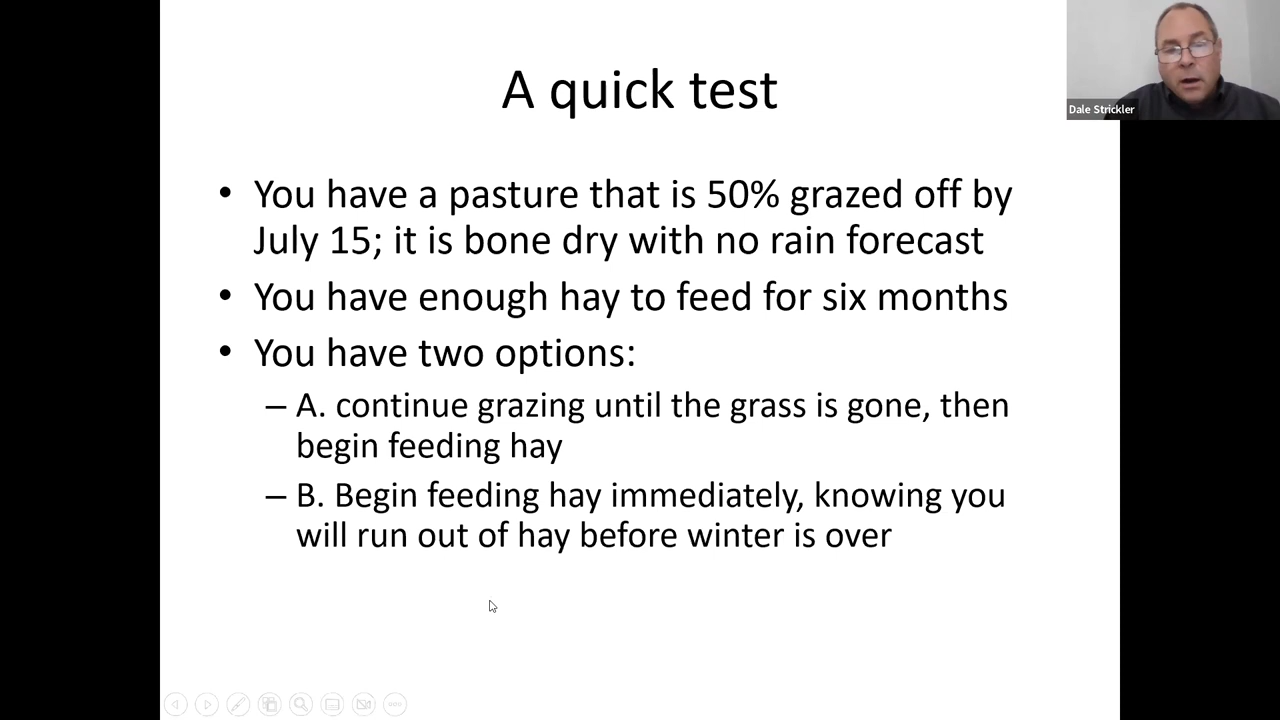 A quick test
Dale Strickler
• You have a pasture that is 50% grazed off by
July 15; it is bone dry with no rain forecast
• You have enough hay to feed for six months
• You have two options:
– A. continue grazing until the grass is gone, then
begin feeding hay
– B. Begin feeding hay immediately, knowing you
will run out of hay before winter is over